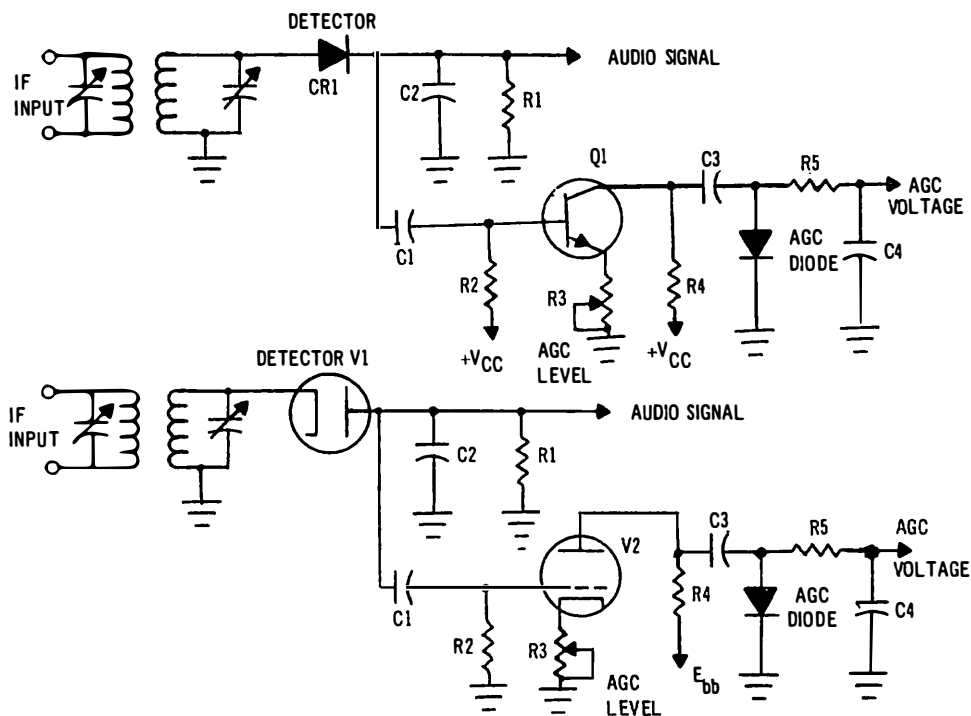 DETECTOR
IF
INPUT
CR1
C2
R1
AUDIO SIGNAL
Q1
C3
R5
AGC
VOLTAGE
C1
R2
+VCC
R3
AGC
LEVEL
R4
+VCC
AGC
DIODE
C4
DETECTOR V1
IF
INPUT
C2
R1
AUDIO SIGNAL
V2
C3
R5
AGC
VOLTAGE
C1
R2
R3
AGC
LEVEL
R4
Ebb
AGC
DIODE
C4